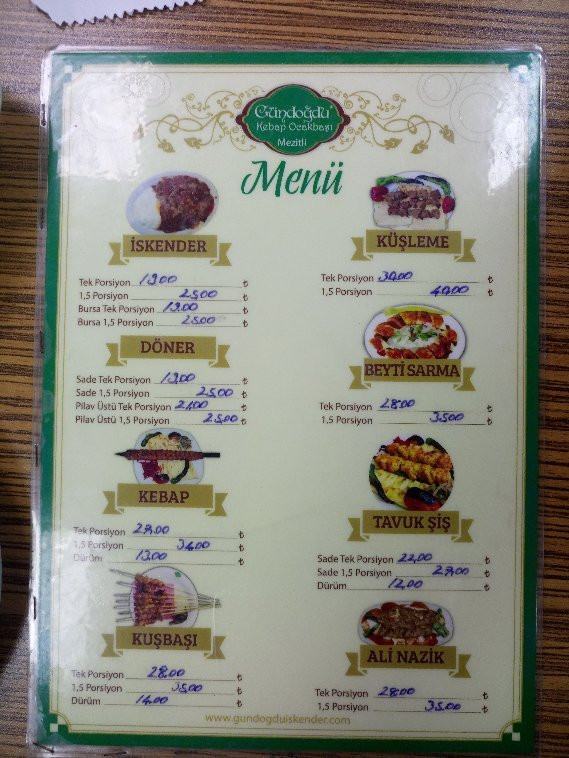 Gündoğdu
Kebap Ocakbaşı
Mezitli
Menü
İSKENDER
Tek Porsiyon 19.00 ₺
1,5 Porsiyon 25.00 ₺
Bursa Tek Porsiyon 19.00 ₺
Bursa 1,5 Porsiyon 25.00 ₺
DÖNER
Sade Tek Porsiyon 19.00 ₺
Sade 1,5 Porsiyon 25.00 ₺
Pilav Üstü Tek Porsiyon 21.00 ₺
Pilav Üstü 1,5 Porsiyon 25.00 ₺
KEBAP
Tek Porsiyon 28.00 ₺
1,5 Porsiyon 34.00 ₺
Dürüm 13.00 ₺
KUŞBAŞI
Tek Porsiyon 28.00 ₺
1,5 Porsiyon 35.00 ₺
Dürüm 14.00 ₺
KÜŞLEME
Tek Porsiyon 30.00 ₺
1,5 Porsiyon 40.00 ₺
BEYTİ SARMA
Tek Porsiyon 28.00 ₺
1,5 Porsiyon 35.00 ₺
TAVUK ŞİŞ
Sade Tek Porsiyon 22.00 ₺
Sade 1,5 Porsiyon 28.00 ₺
Dürüm 12.00 ₺
ALİ NAZİK
Tek Porsiyon 28.00 ₺
1,5 Porsiyon 35.00 ₺
www.gundogduiskender.com